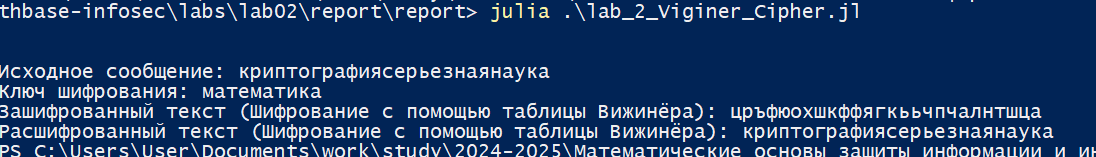 thbase-infosec\labs\lab02\report\report> julia .\lab_2_Viginer_Cipher.jl
Исходное сообщение: криптографиясерьезнаянаука
Ключ шифрования: математика
Зашифрованный текст (Шифрование с помощью таблицы Вижинёра): цръфюохшкффягкььчпчалнтшца
Расшифрованный текст (Шифрование с помощью таблицы Вижинёра): криптографиясерьезнаянаука
PS C:\Users\User\Documents\work\study\2024-2025\Математические основы защиты информации и ин